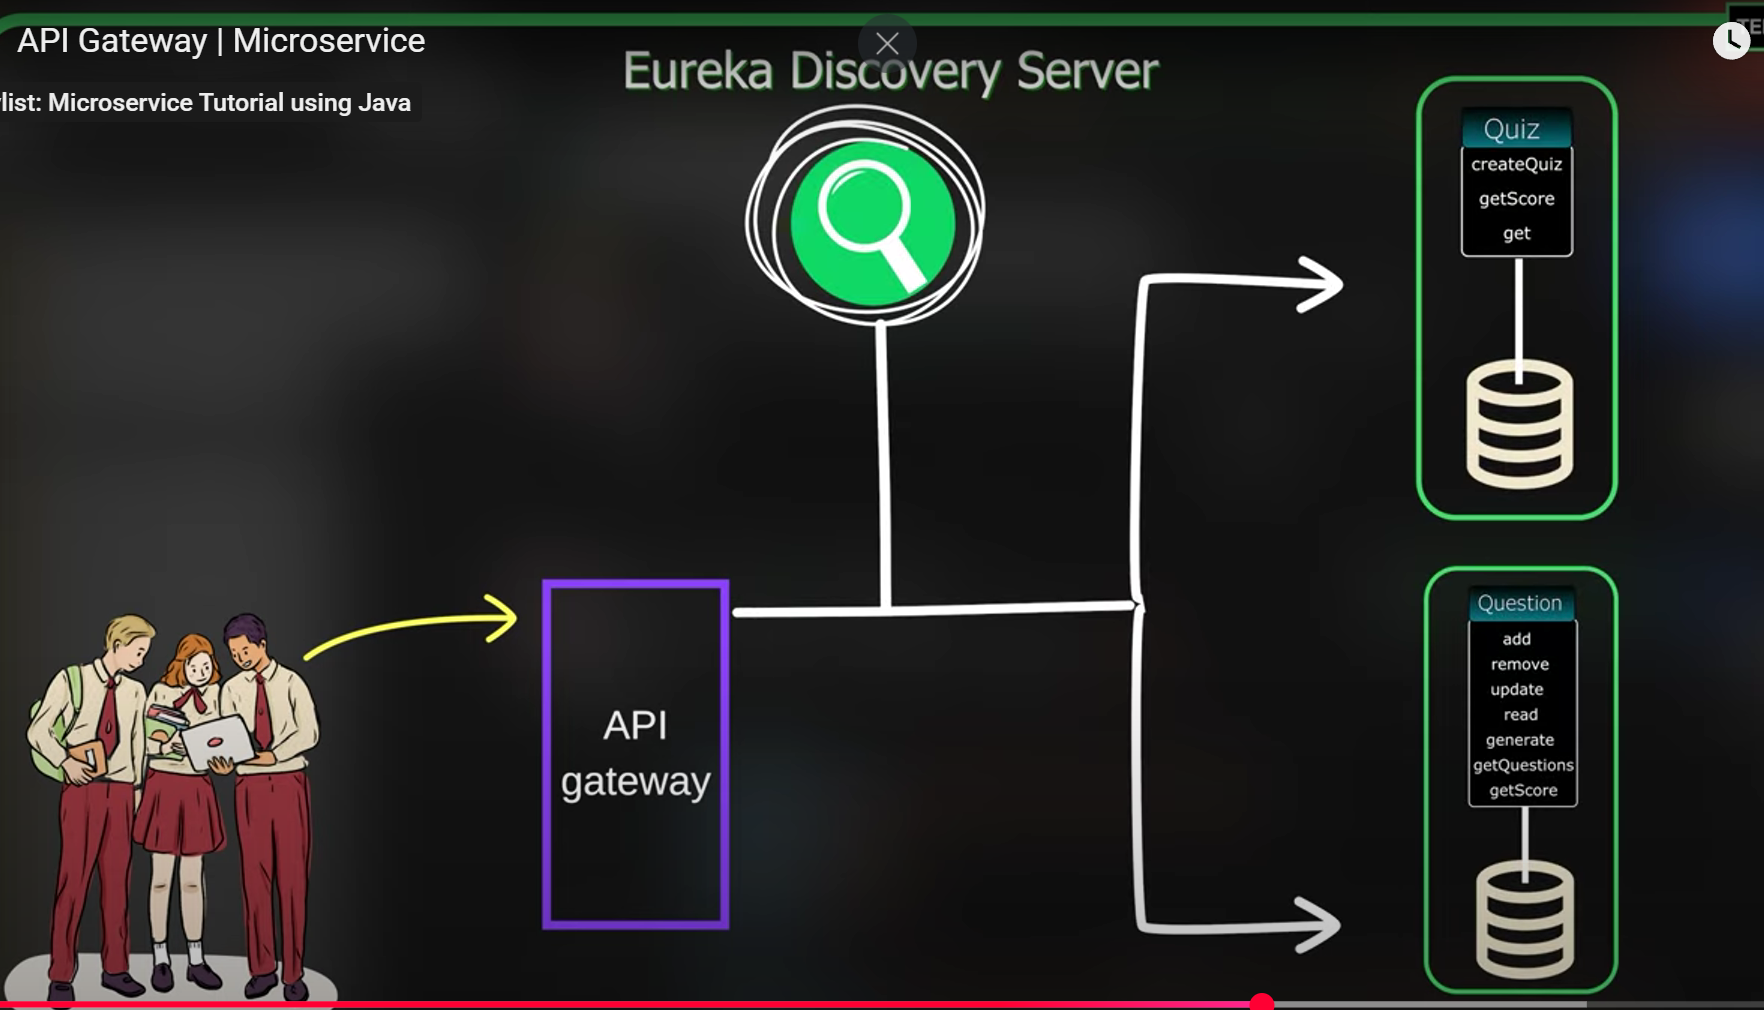 API Gateway | Microservice
list: Microservice Tutorial using Java
Eureka Discovery Server
Quiz
createQuiz
getScore
get
API
gateway
Question
add
remove
update
read
generate
getQuestions
getScore